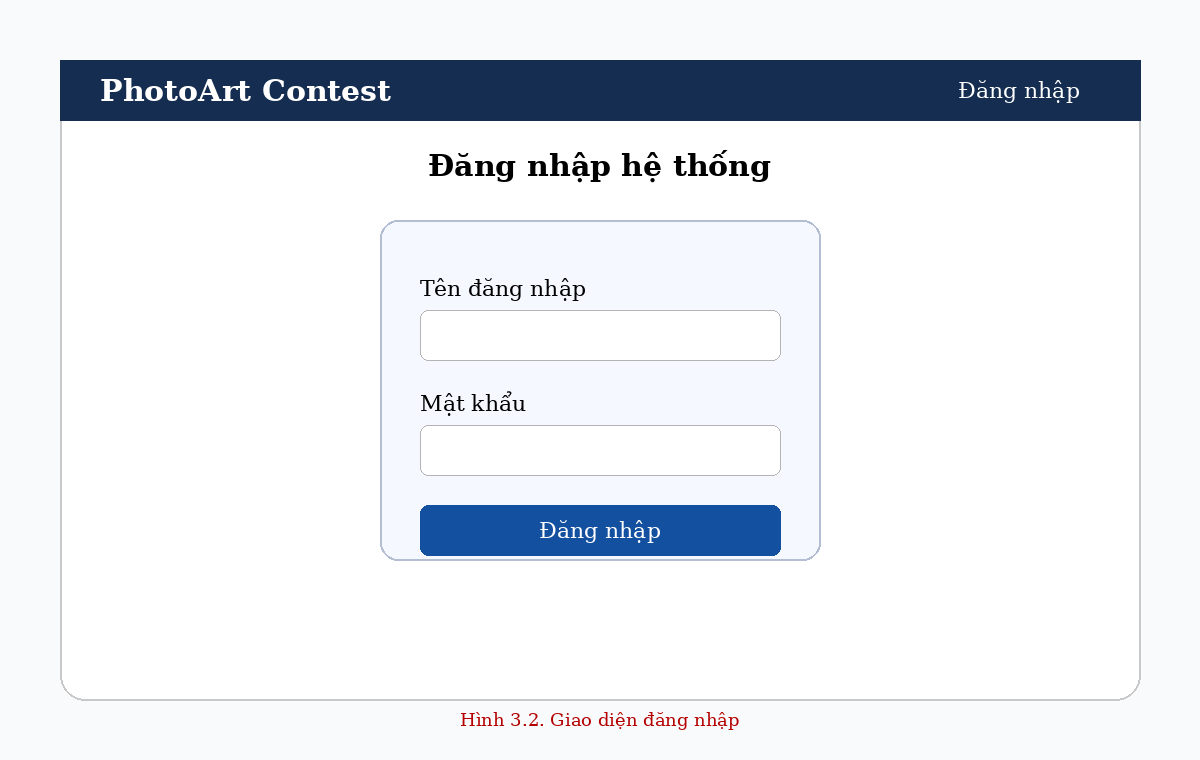 PhotoArt Contest
Đăng nhập
Đăng nhập hệ thống
Tên đăng nhập
Mật khẩu
Đăng nhập
Hình 3.2. Giao diện đăng nhập